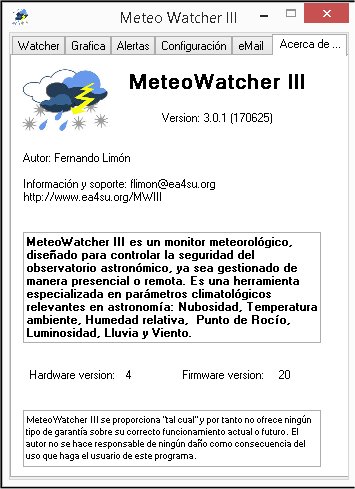 Meteo Watcher III
Watcher Grafica Alertas Configuración eMail Acerca de ...
MeteoWatcher III
Version: 3.0.1 (170625)
Autor: Fernando Limón
Información y soporte: flimon@ea4su.org
http://www.ea4su.org/MWIII
MeteoWatcher III es un monitor meteorológico,
diseñado para controlar la seguridad del
observatorio astronómico, ya sea gestionado de
manera presencial o remota. Es una herramienta
especializada en parámetros climatológicos
relevantes en astronomía: Nubosidad, Temperatura
ambiente, Humedad relativa, Punto de Rocío,
Luminosidad, Lluvia y Viento.
Hardware version: 4 Firmware version: 20
MeteoWatcher III se proporciona "tal cual" y por tanto no ofrece ningún
tipo de garantía sobre su correcto funcionamiento actual o futuro. El
autor no se hace responsable de ningún daño como consecuencia del
uso que haga el usuario de este programa.